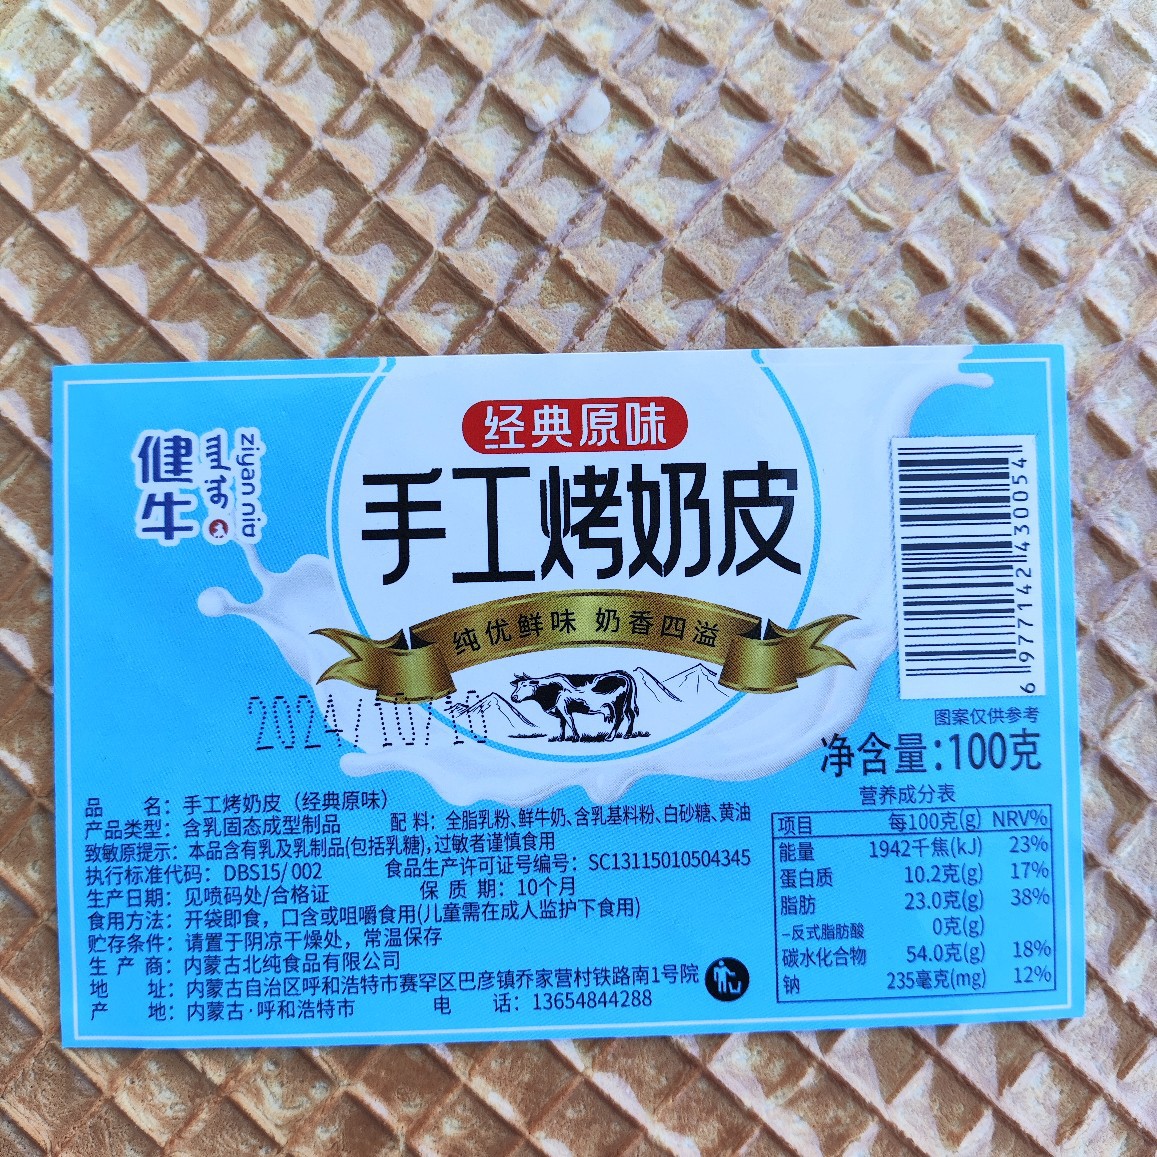 经典原味
手工烤奶皮
纯优鲜味 奶香四溢
健牛
ziyan niu
2024/10/18
6977142430054
图案仅供参考
净含量:100克
品 名：手工烤奶皮（经典原味）
产品类型：含乳固态成型制品 配 料：全脂乳粉、鲜牛奶、含乳基料粉、白砂糖、黄油
致敏原提示：本品含有乳及乳制品(包括乳糖),过敏者谨慎食用
执行标准代码：DBS15/ 002 食品生产许可证号编号：SC13115010504345
生产日期：见喷码处/合格证 保 质 期：10个月
食用方法：开袋即食，口含或咀嚼食用(儿童需在成人监护下食用)
贮存条件：请置于阴凉干燥处，常温保存
生 产 商：内蒙古北纯食品有限公司
地 址：内蒙古自治区呼和浩特市赛罕区巴彦镇乔家营村铁路南1号院
产 地：内蒙古·呼和浩特市 电 话：13654844288
营养成分表
项目 每100克(g) NRV%
能量 1942千焦(kJ) 23%
蛋白质 10.2克(g) 17%
脂肪 23.0克(g) 38%
–反式脂肪酸 0克(g)
碳水化合物 54.0克(g) 18%
钠 235毫克(mg) 12%